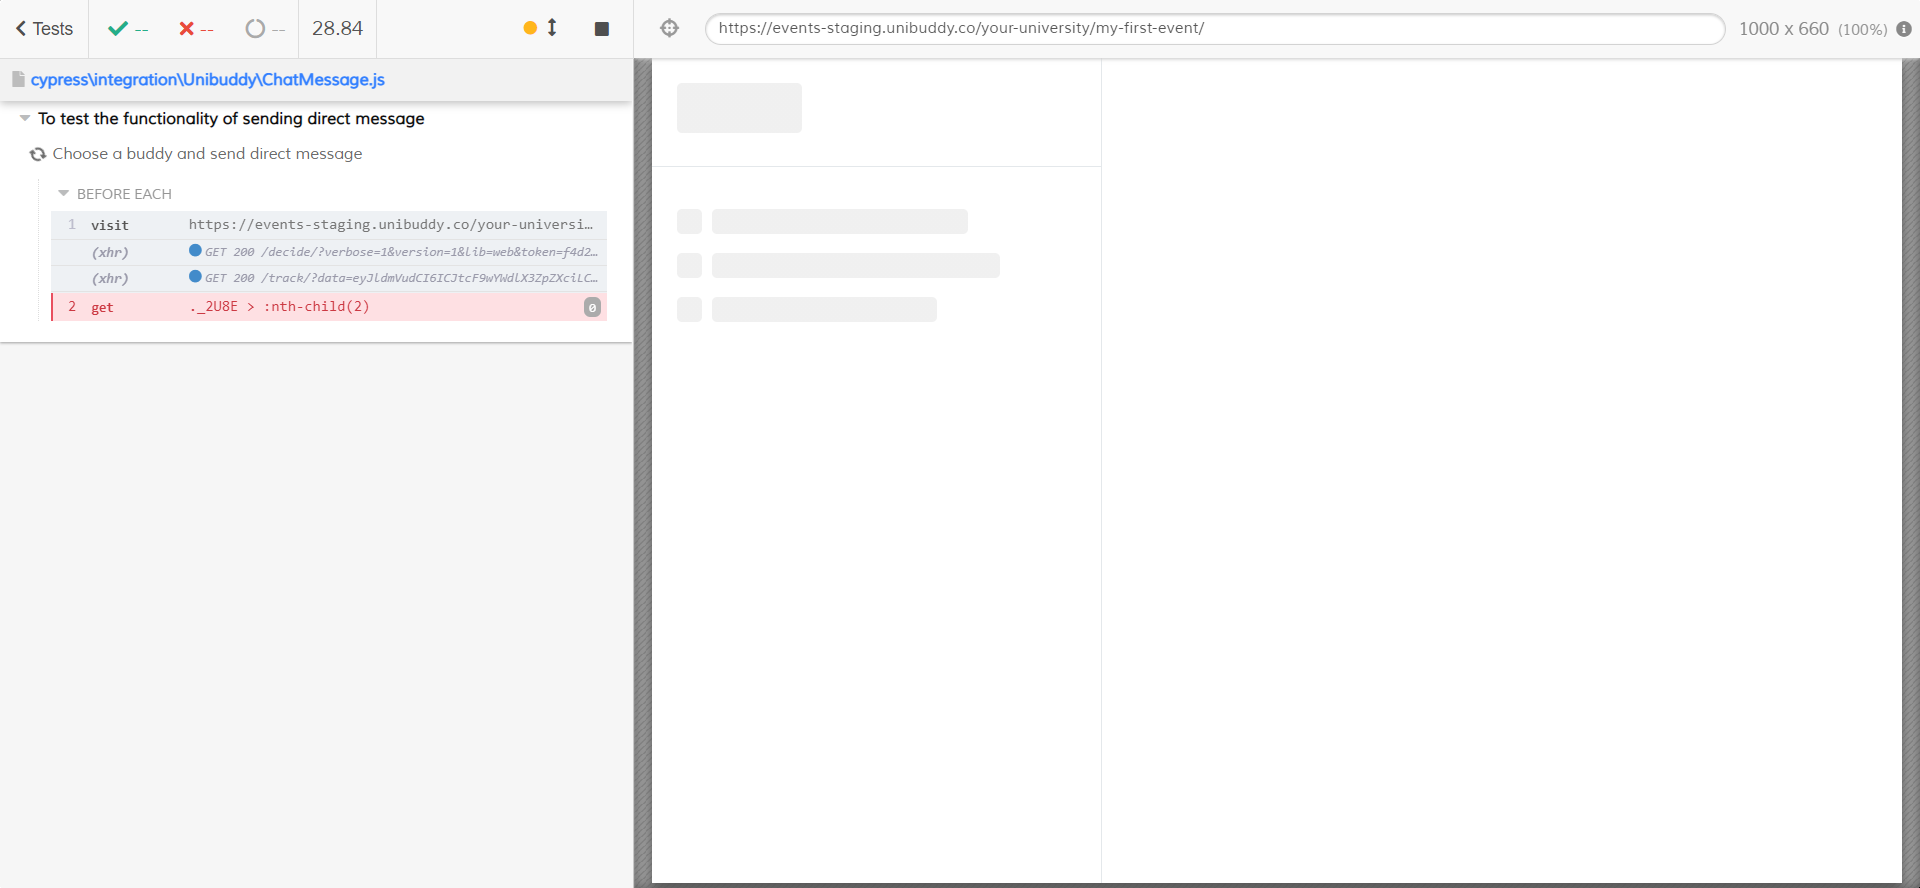 Tests
--
--
--
28.84
https://events-staging.unibuddy.co/your-university/my-first-event/
1000 x 660 (100%)
cypress\integration\Unibuddy\ChatMessage.js
To test the functionality of sending direct message
Choose a buddy and send direct message
BEFORE EACH
1 visit https://events-staging.unibuddy.co/your-universi…
(xhr) GET 200 /decide/?verbose=1&version=1&lib=web&token=f4d2…
(xhr) GET 200 /track/?data=eyJldmVudCI6ICJtcF9wYWdlX3ZpZXciLC…
2 get ._2U8E > :nth-child(2) 0